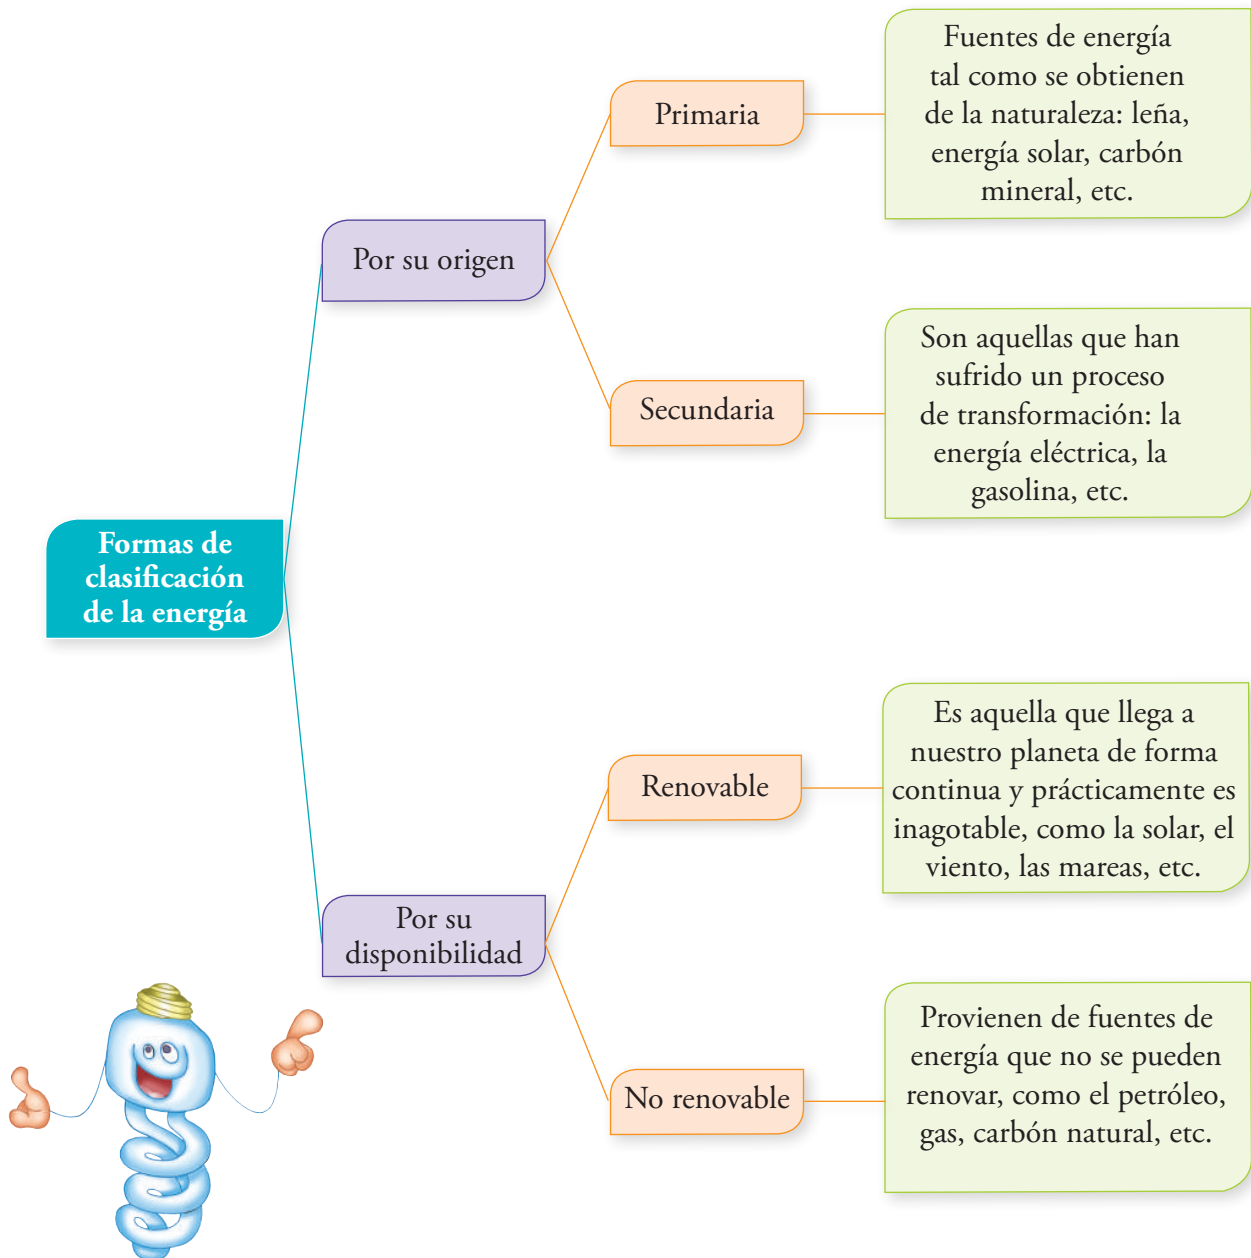 Formas de
clasificación
de la energía
Por su origen
Primaria
Fuentes de energía
tal como se obtienen
de la naturaleza: leña,
energía solar, carbón
mineral, etc.
Secundaria
Son aquellas que han
sufrido un proceso
de transformación: la
energía eléctrica, la
gasolina, etc.
Por su
disponibilidad
Renovable
Es aquella que llega a
nuestro planeta de forma
continua y prácticamente es
inagotable, como la solar, el
viento, las mareas, etc.
No renovable
Provienen de fuentes de
energía que no se pueden
renovar, como el petróleo,
gas, carbón natural, etc.